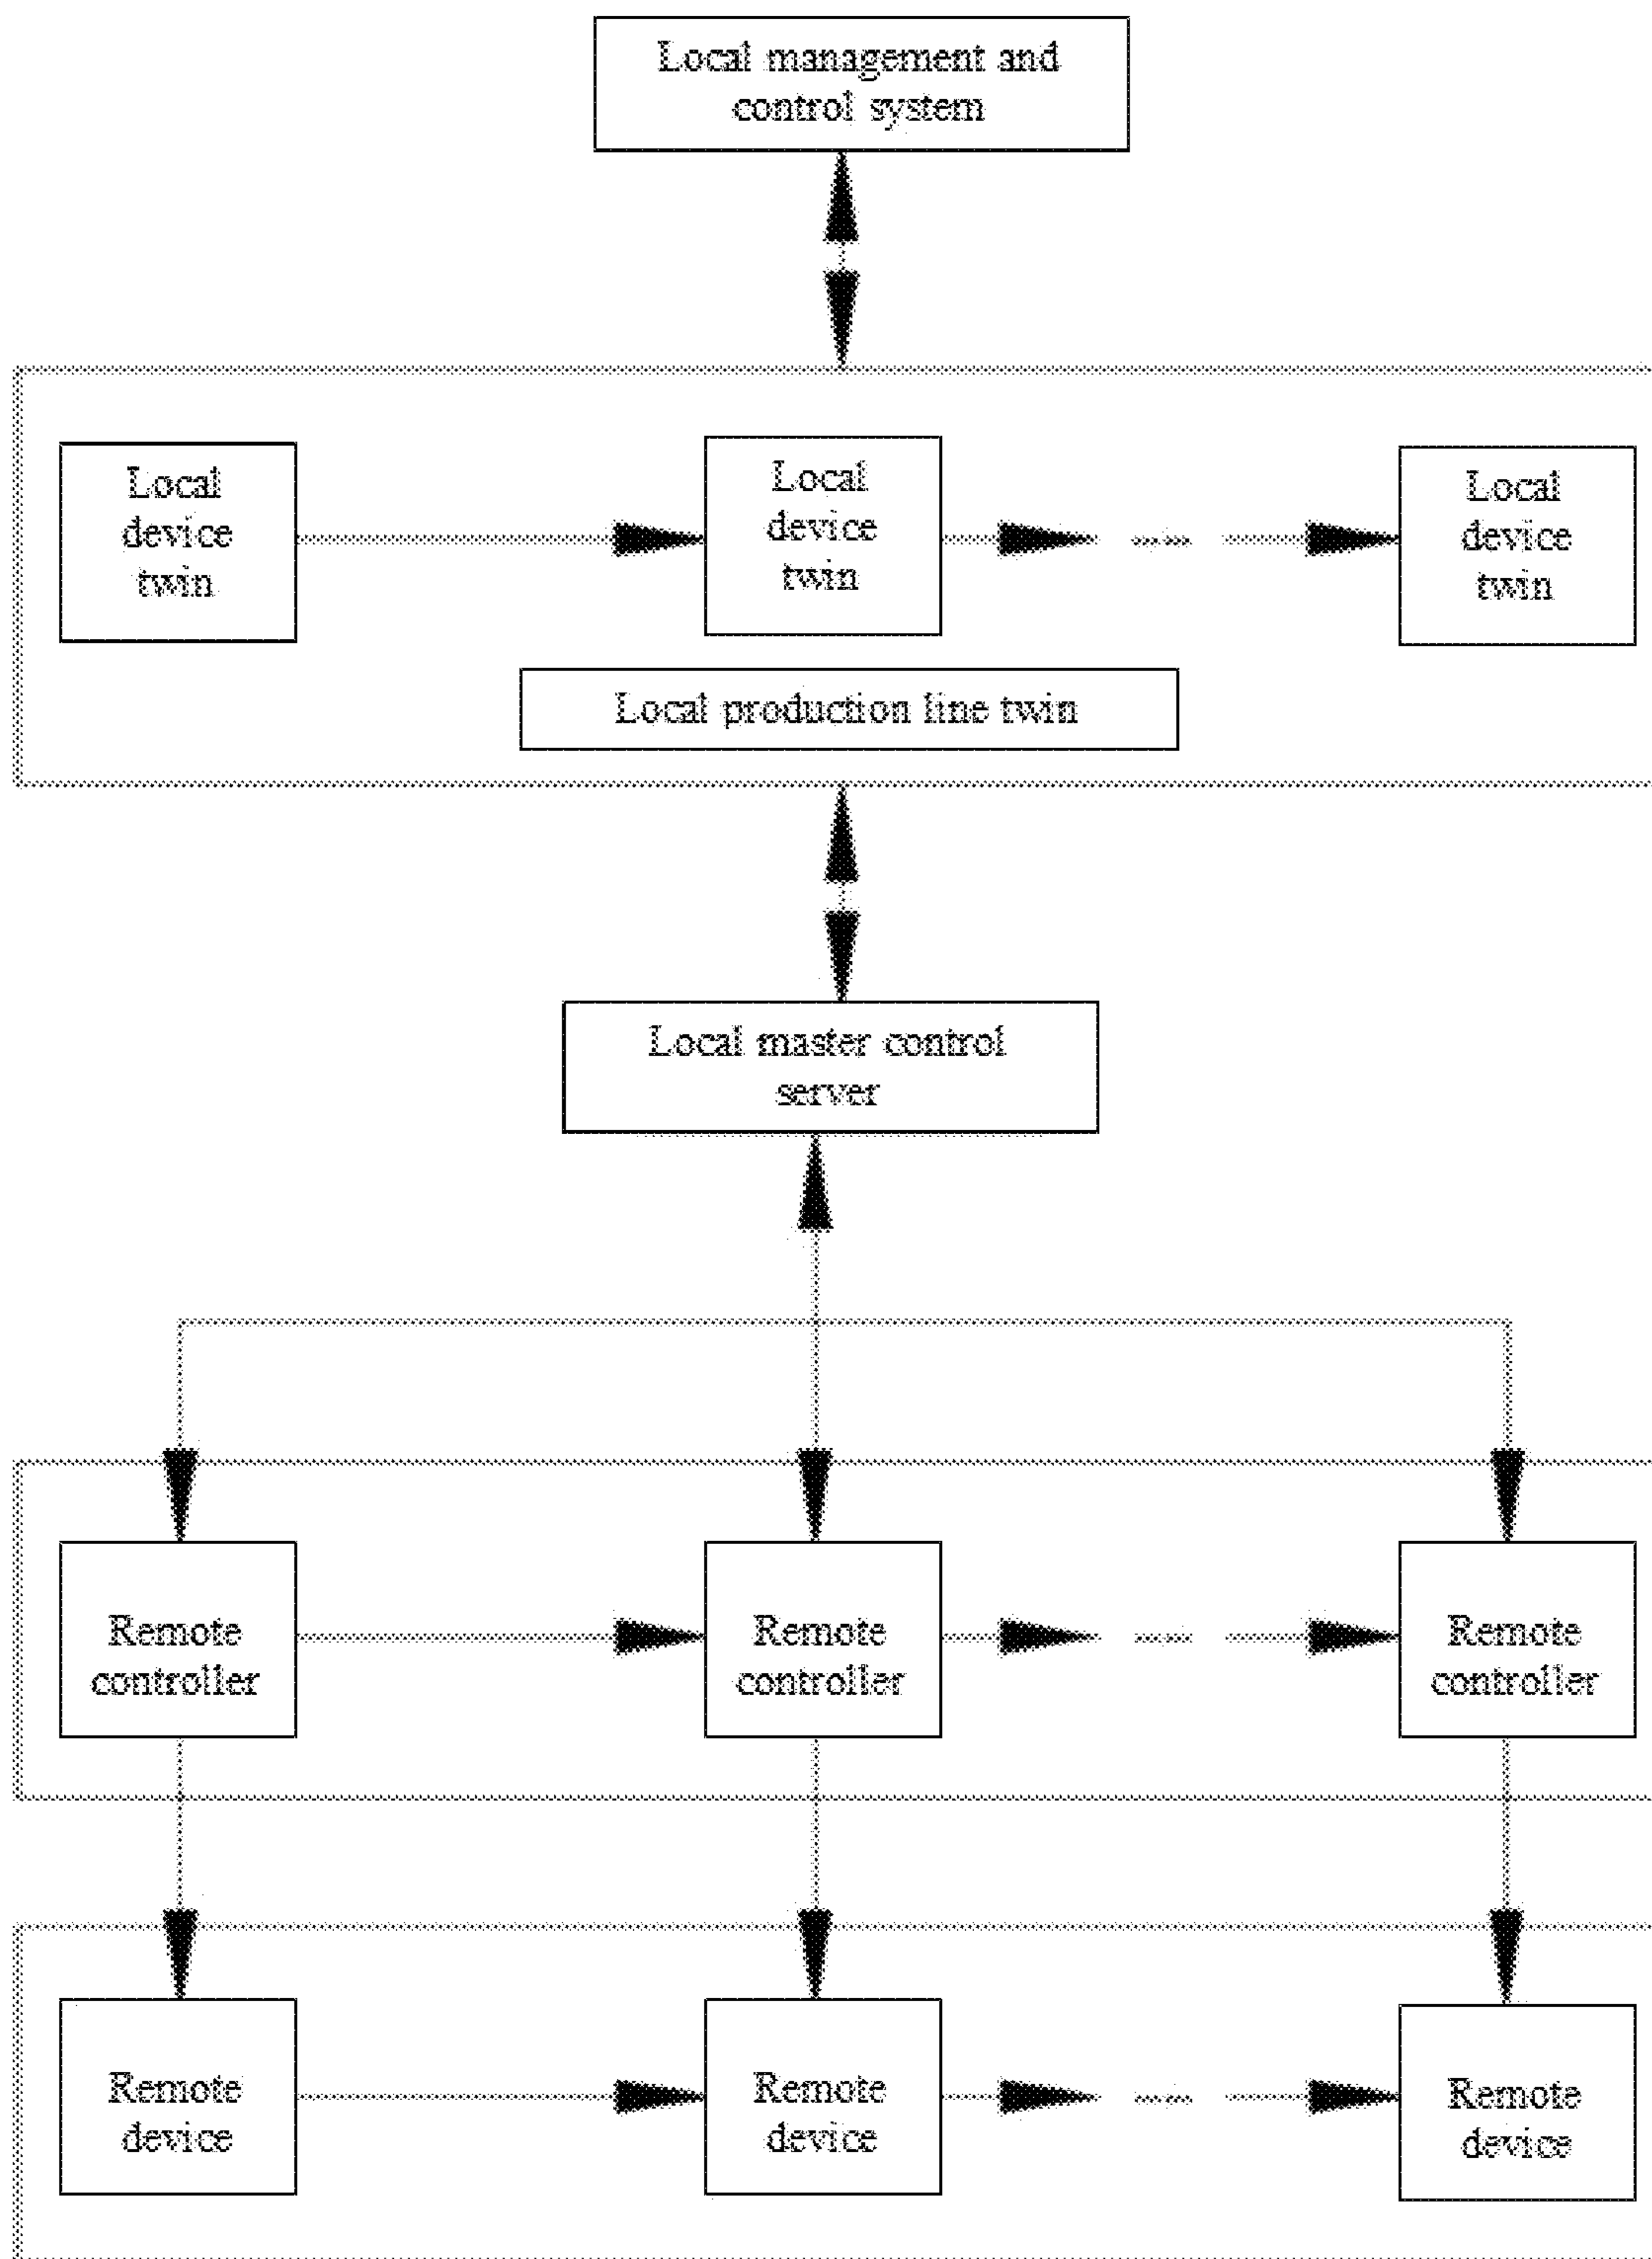 Local management and
control system
Local
device
twin
Local
device
twin
Local
device
twin
Local production line twin
Local master control
server
Remote
controller
Remote
controller
Remote
controller
Remote
device
Remote
device
Remote
device